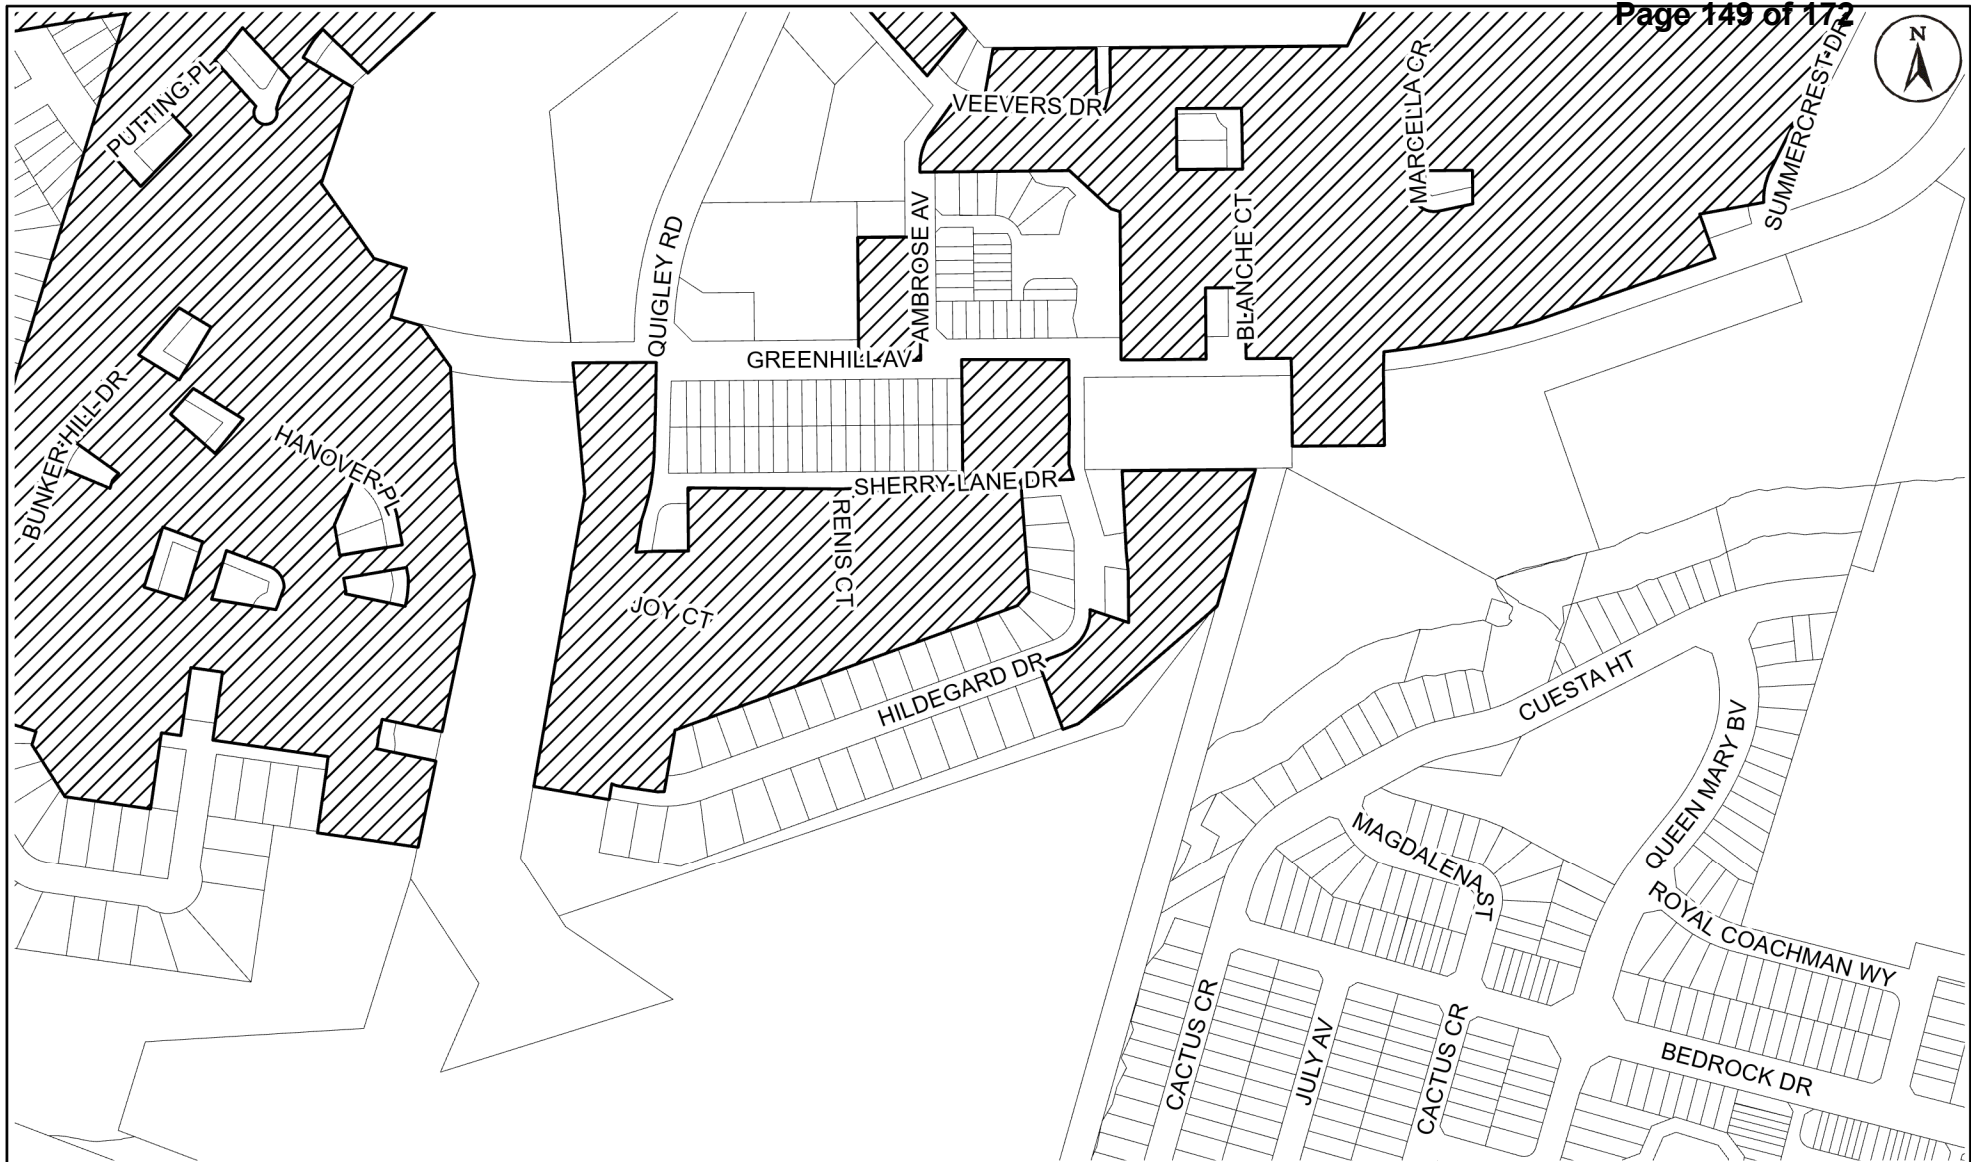 Page 149 of 172
N
PUTTING PL
VEEVERS DR
MARCELLA CR
SUMMERCREST DR
AMBROSE AV
BLANCHE CT
QUIGLEY RD
GREENHILL AV
BUNKER HILL DR
HANOVER PL
SHERRY LANE DR
RENIS CT
JOY CT
HILDEGARD DR
CUESTA HT
QUEEN MARY BV
MAGDALENA ST
ROYAL COACHMAN WY
CACTUS CR
JULY AV
CACTUS CR
BEDROCK DR